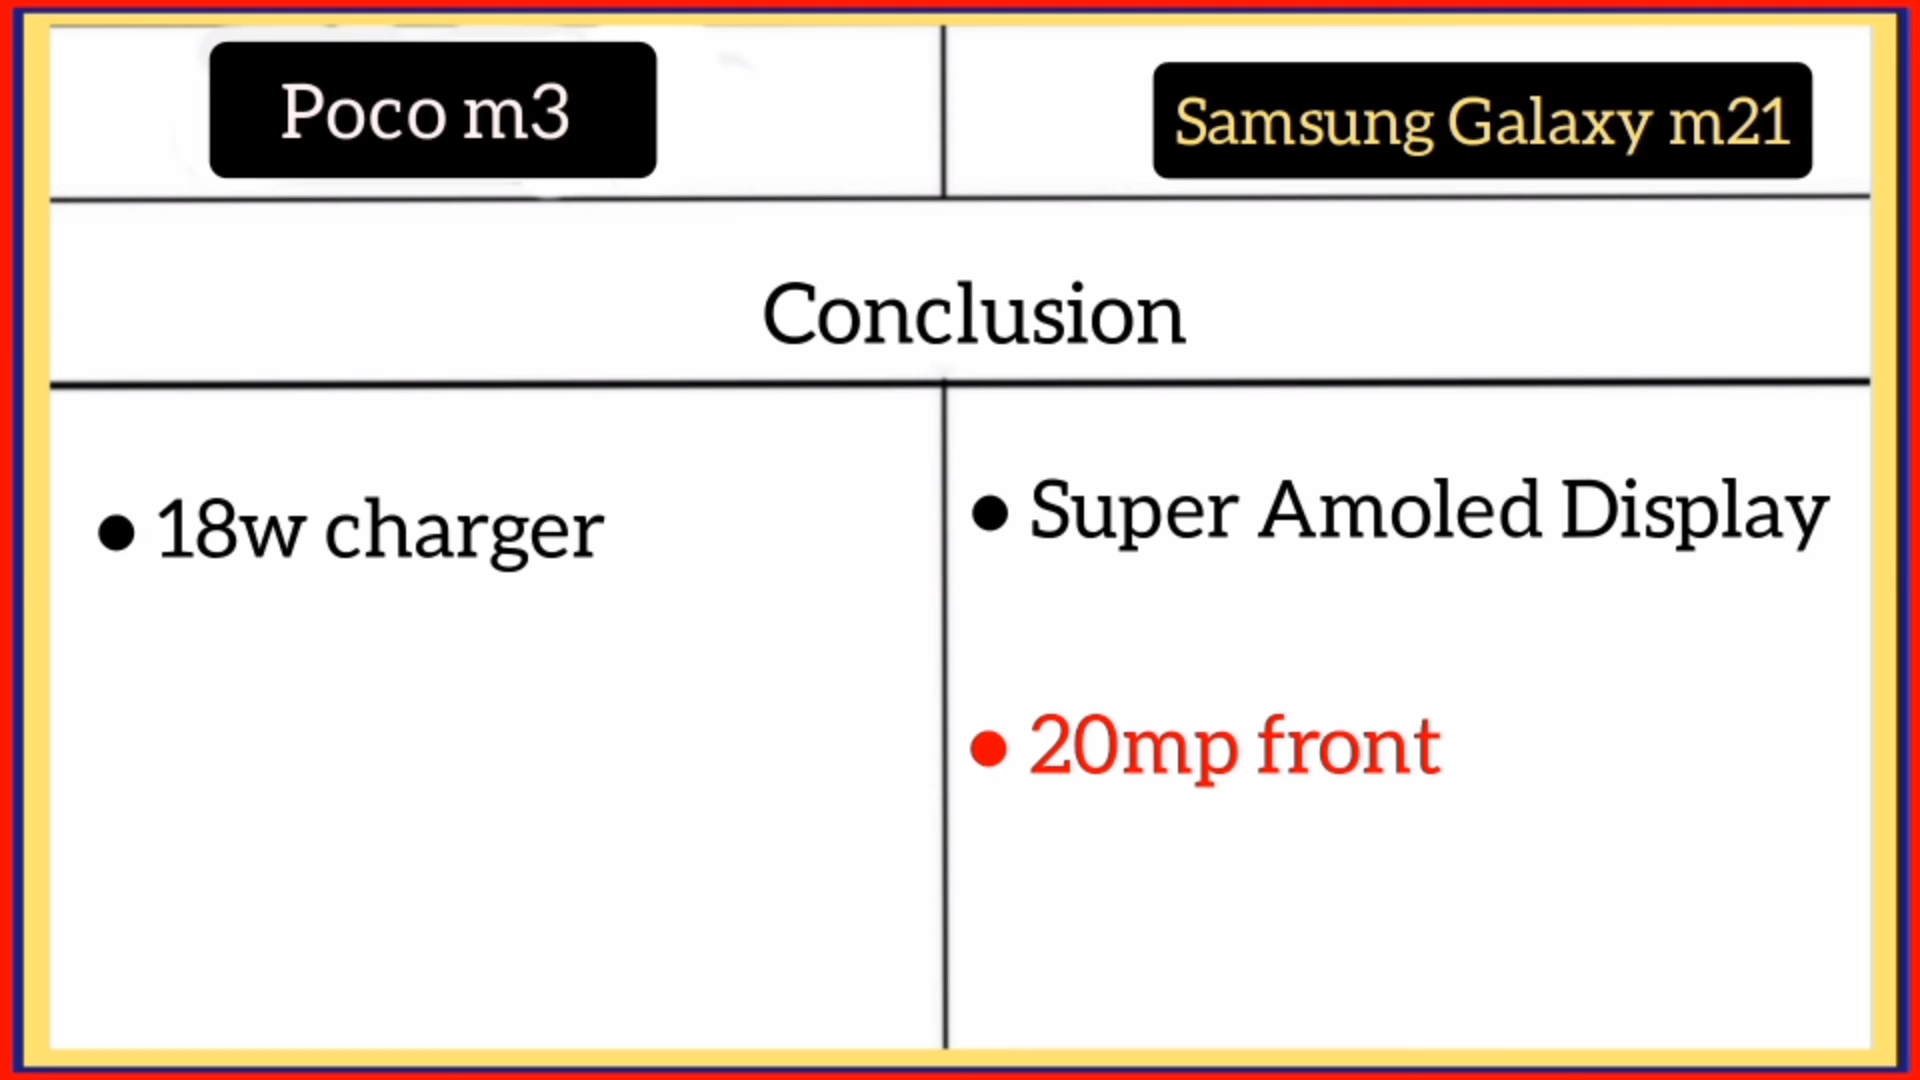 Poco m3
Samsung Galaxy m21
Conclusion
• 18w charger
• Super Amoled Display
• 20mp front